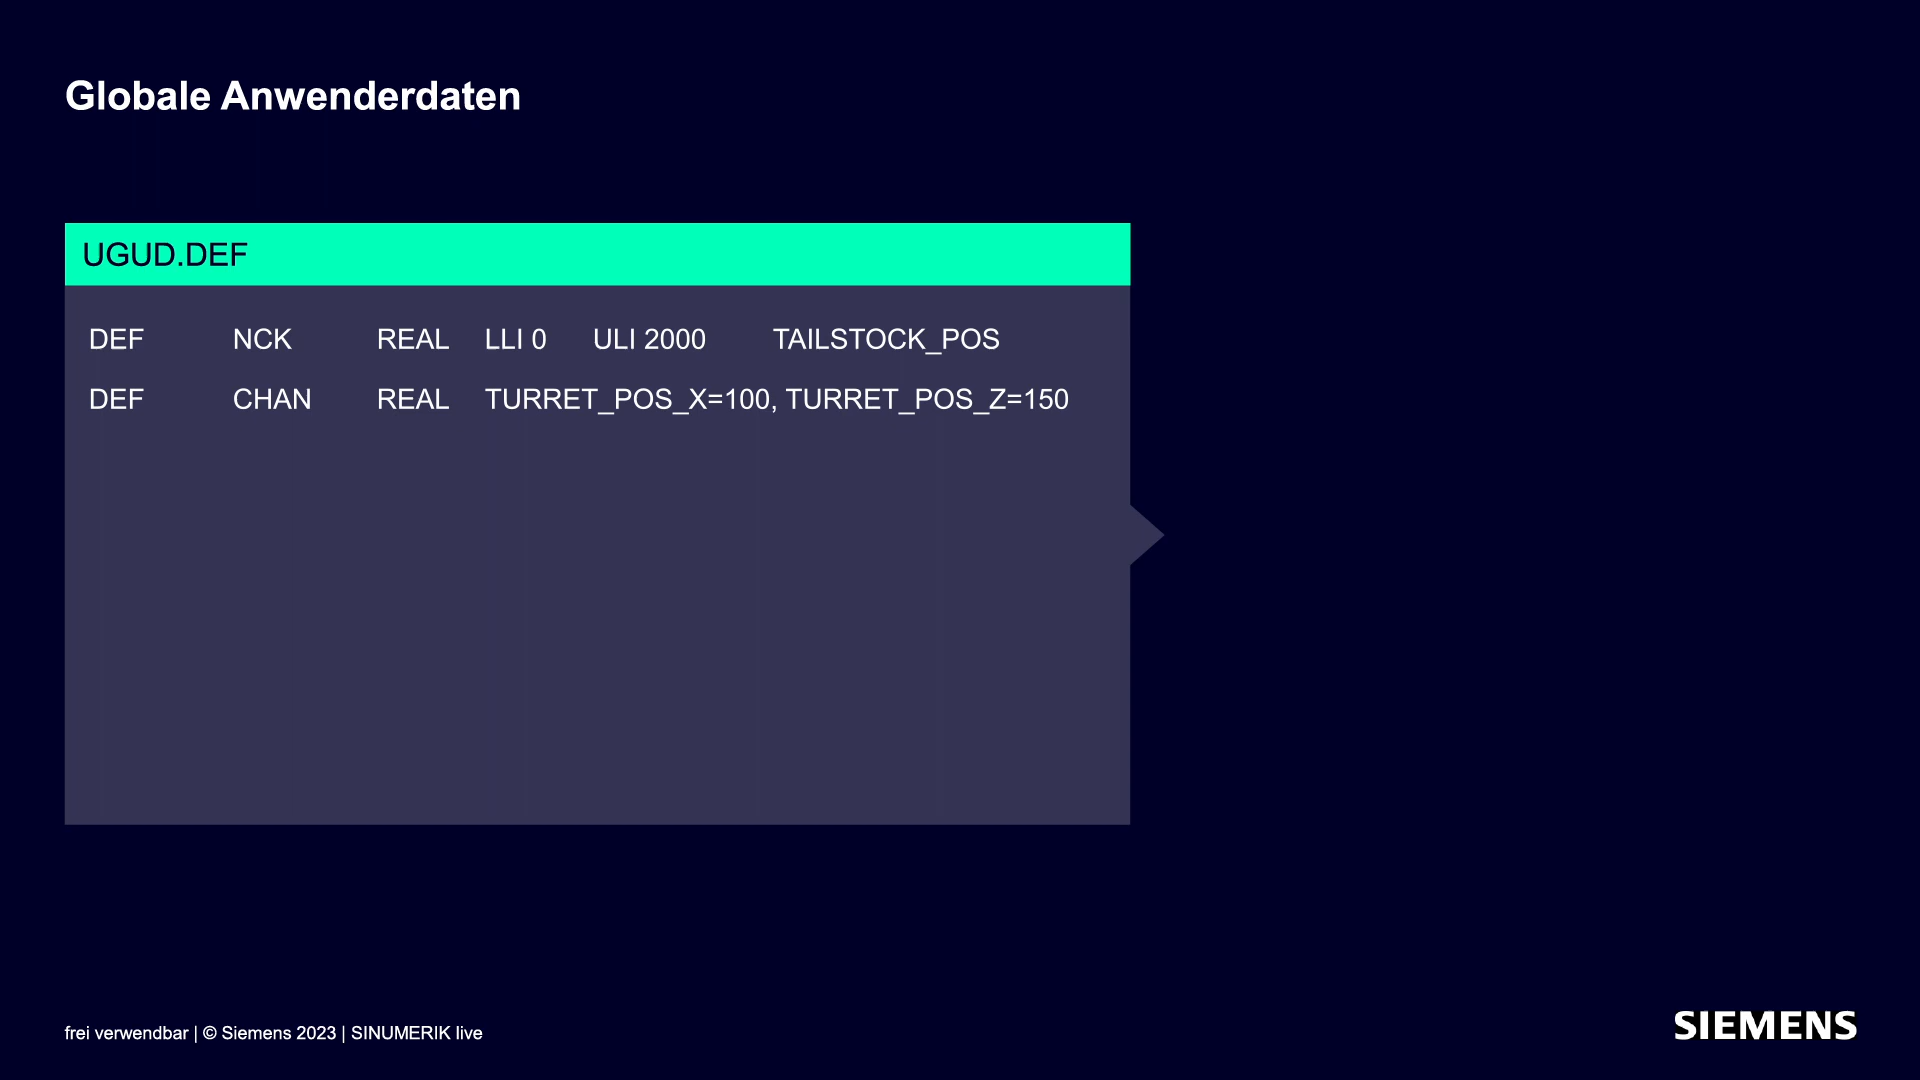 Globale Anwenderdaten
UGUD.DEF
DEF NCK REAL LLI 0 ULI 2000 TAILSTOCK_POS
DEF CHAN REAL TURRET_POS_X=100, TURRET_POS_Z=150
frei verwendbar | © Siemens 2023 | SINUMERIK live
SIEMENS